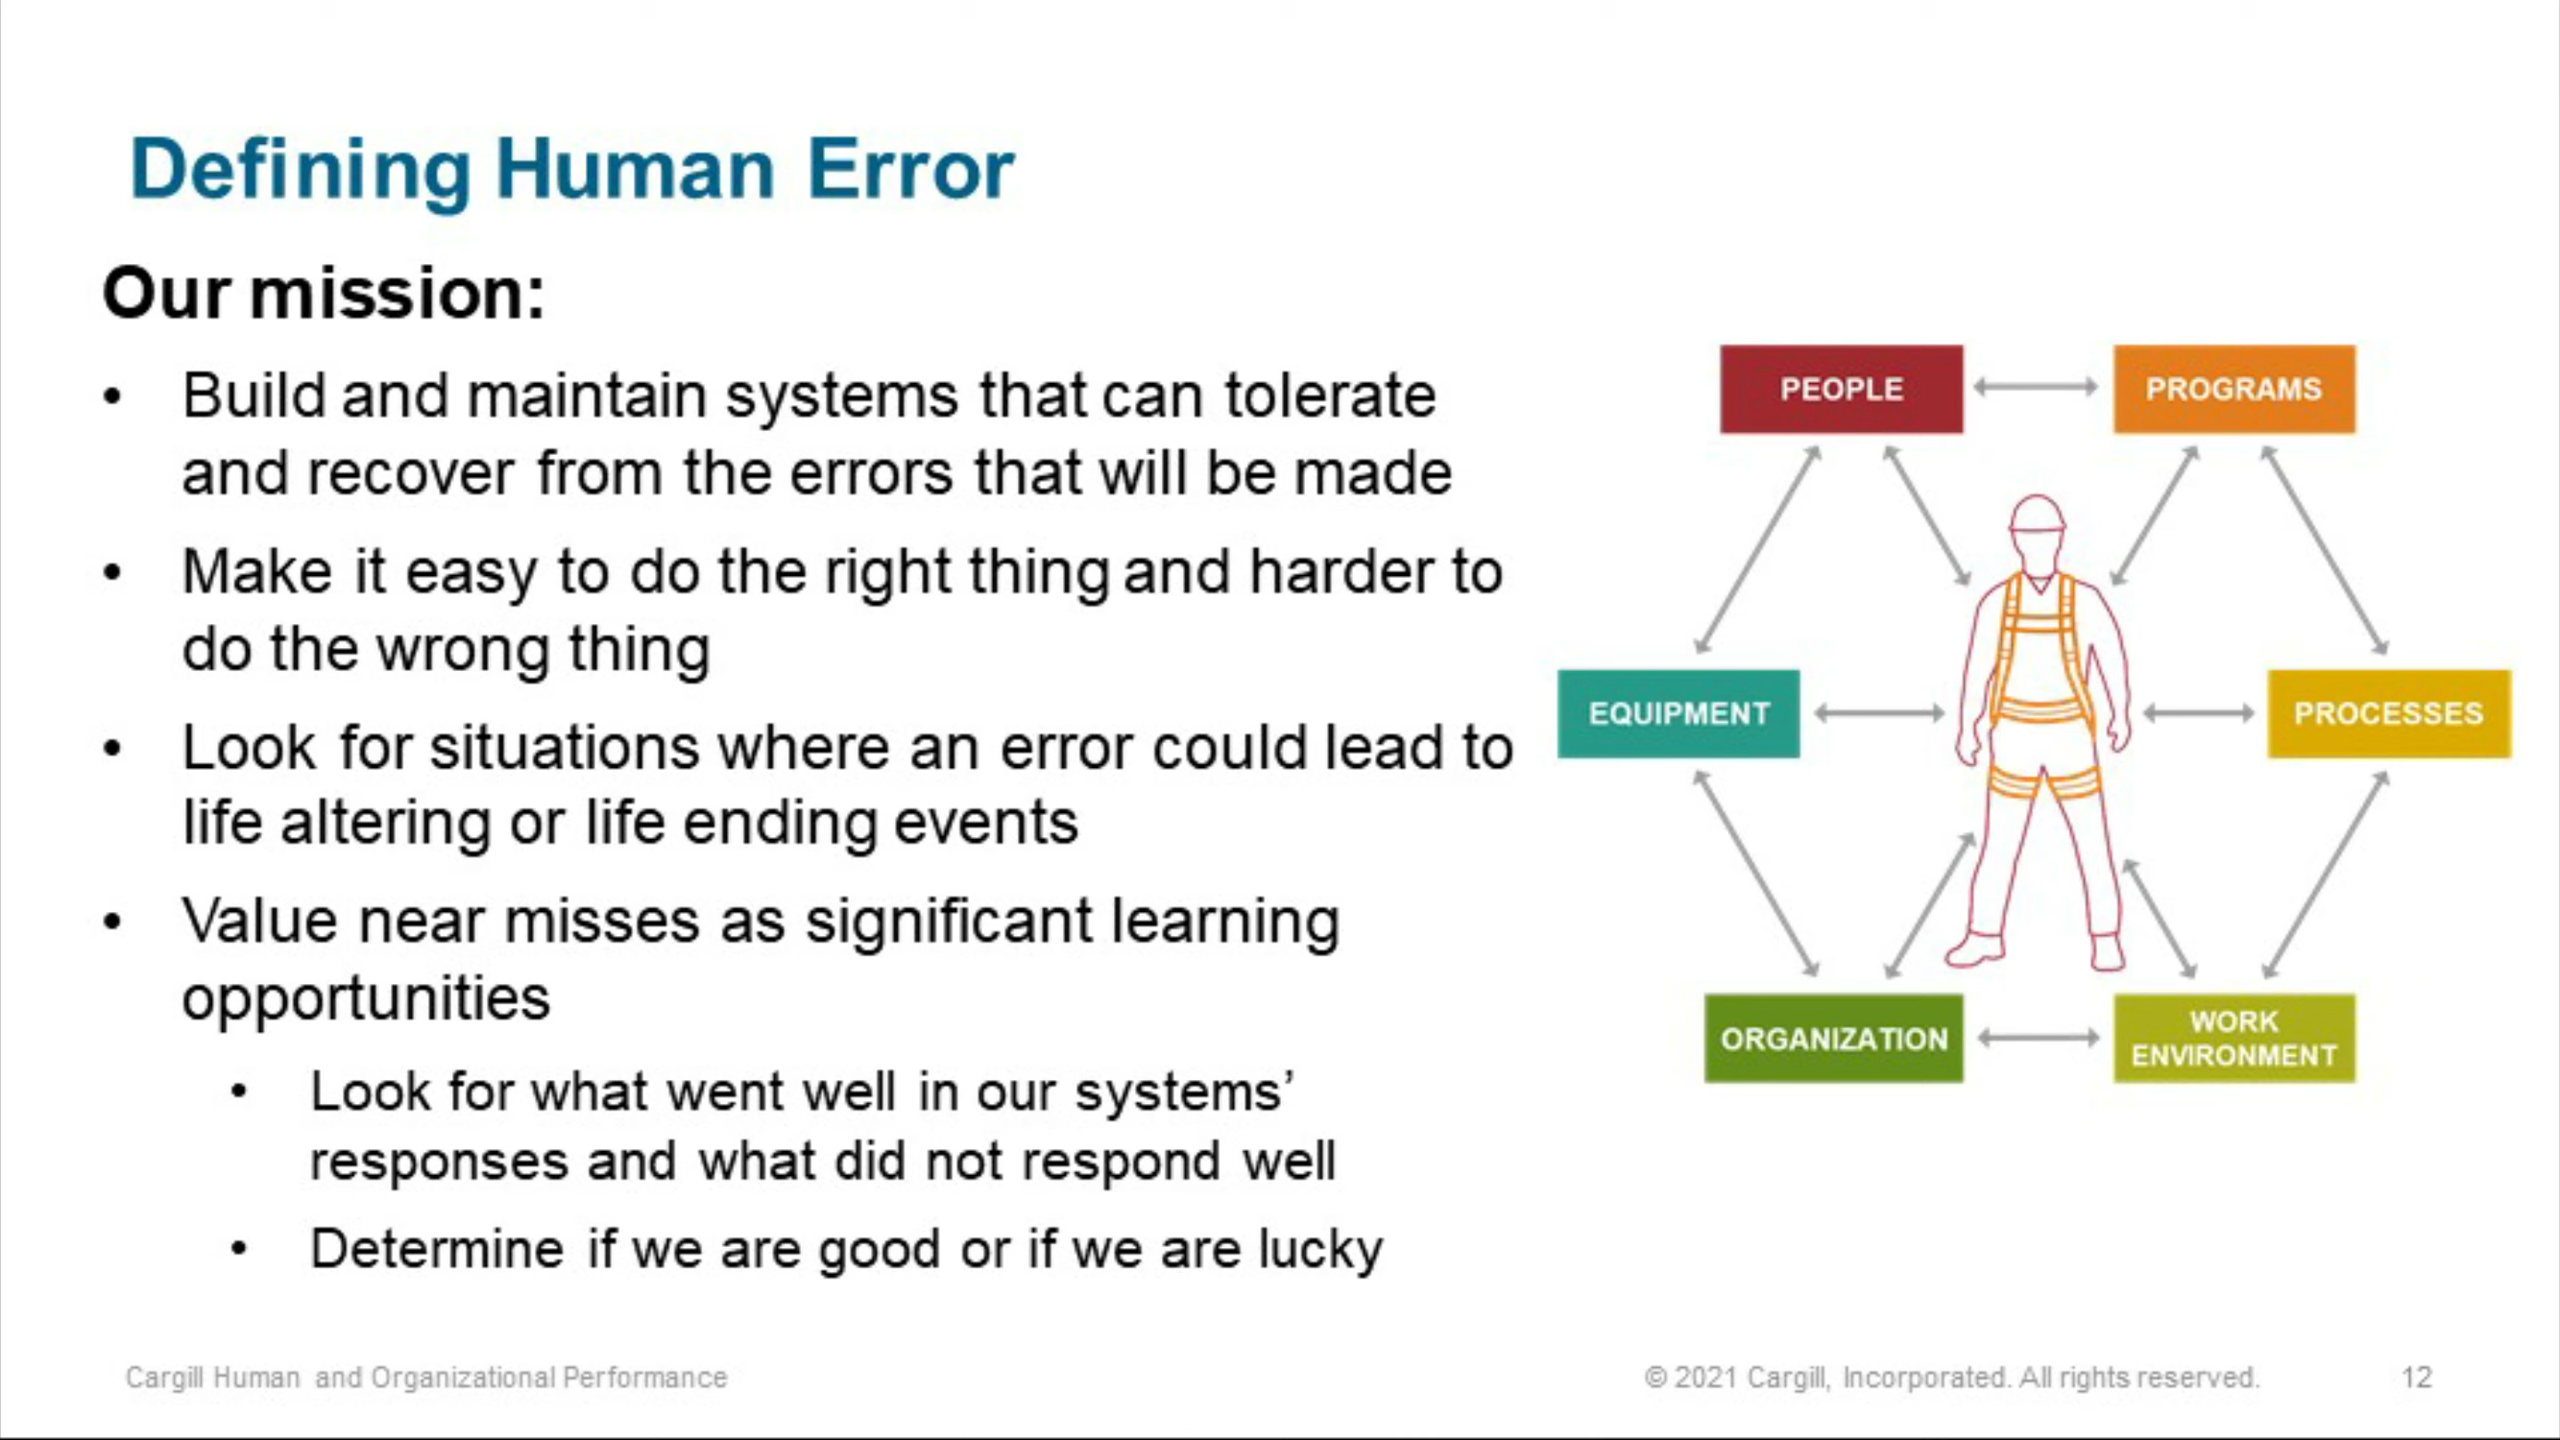 Defining Human Error
Our mission:
• Build and maintain systems that can tolerate
and recover from the errors that will be made
• Make it easy to do the right thing and harder to
do the wrong thing
• Look for situations where an error could lead to
life altering or life ending events
• Value near misses as significant learning
opportunities
• Look for what went well in our systems’
responses and what did not respond well
• Determine if we are good or if we are lucky
PEOPLE
PROGRAMS
EQUIPMENT
PROCESSES
ORGANIZATION
WORK
ENVIRONMENT
Cargill Human and Organizational Performance
© 2021 Cargill, Incorporated. All rights reserved.
12